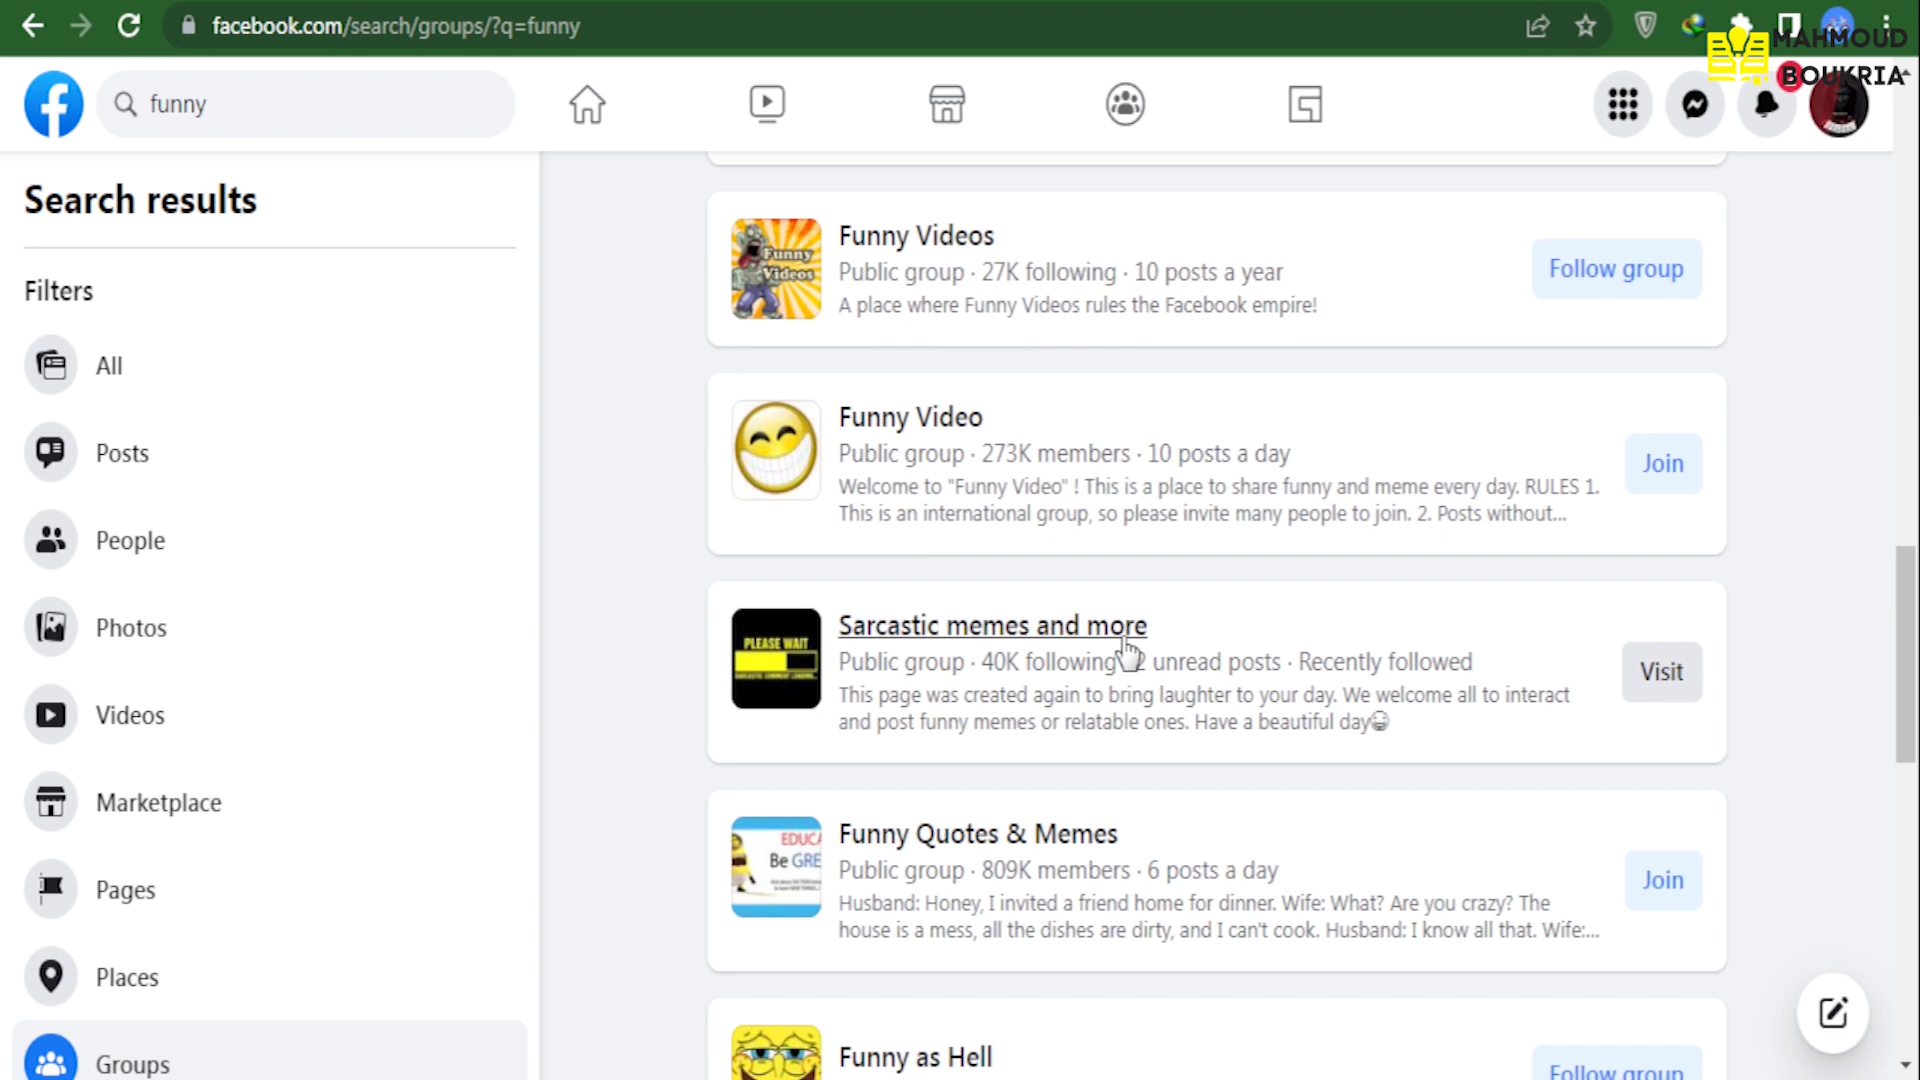 facebook.com/search/groups/?q=funny
MAHMOUD
BOUKRIA
funny
Search results
Filters
All
Posts
People
Photos
Videos
Marketplace
Pages
Places
Groups
Funny Videos
Funny
Videos
Public group · 27K following · 10 posts a year
A place where Funny Videos rules the Facebook empire!
Follow group
Funny Video
Public group · 273K members · 10 posts a day
Welcome to "Funny Video" ! This is a place to share funny and meme every day. RULES 1.
This is an international group, so please invite many people to join. 2. Posts without...
Join
PLEASE WAIT
Sarcastic memes and more
Public group · 40K following unread posts · Recently followed
This page was created again to bring laughter to your day. We welcome all to interact
and post funny memes or relatable ones. Have a beautiful day😂
Visit
EDUCA
Be GRE
Funny Quotes & Memes
Public group · 809K members · 6 posts a day
Husband: Honey, I invited a friend home for dinner. Wife: What? Are you crazy? The
house is a mess, all the dishes are dirty, and I can't cook. Husband: I know all that. Wife:...
Join
Funny as Hell
Follow group